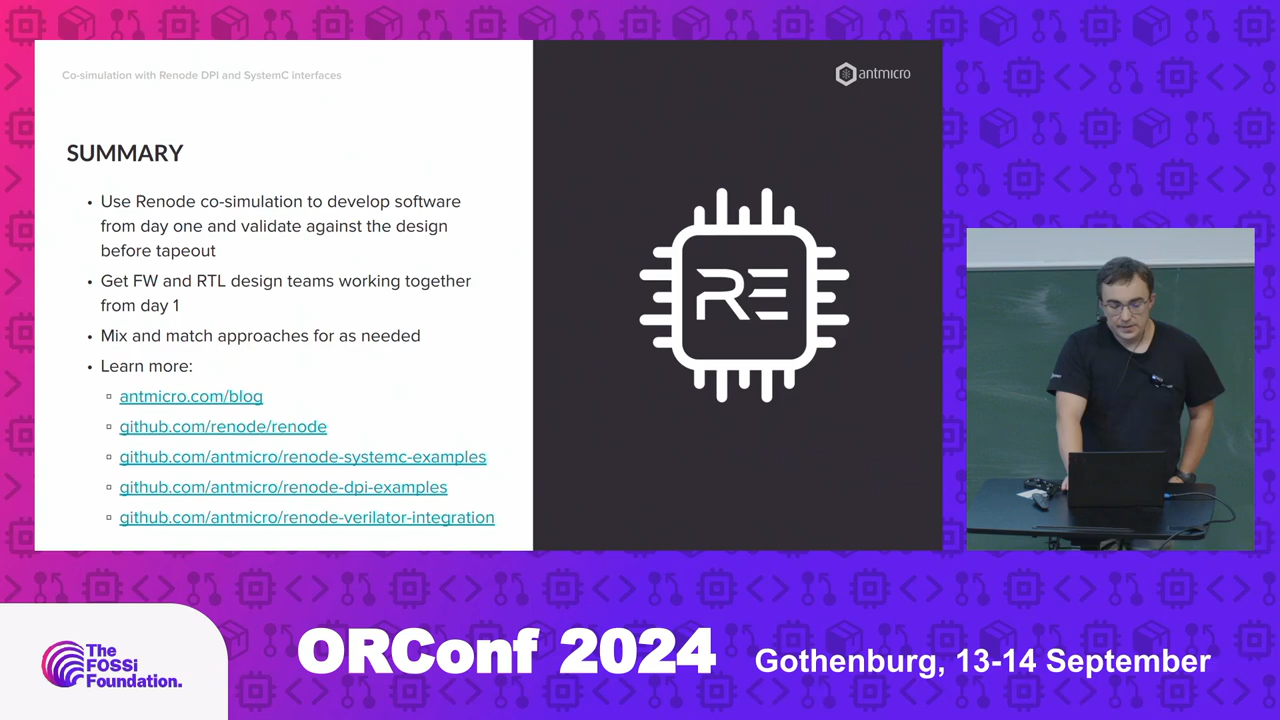 Co-simulation with Renode DPI and SystemC interfaces
antmicro
SUMMARY
• Use Renode co-simulation to develop software
from day one and validate against the design
before tapeout
• Get FW and RTL design teams working together
from day 1
• Mix and match approaches for as needed
• Learn more:
▫ antmicro.com/blog
▫ github.com/renode/renode
▫ github.com/antmicro/renode-systemc-examples
▫ github.com/antmicro/renode-dpi-examples
▫ github.com/antmicro/renode-verilator-integration
RE
The
FOSSi
Foundation.
ORConf 2024
Gothenburg, 13-14 September